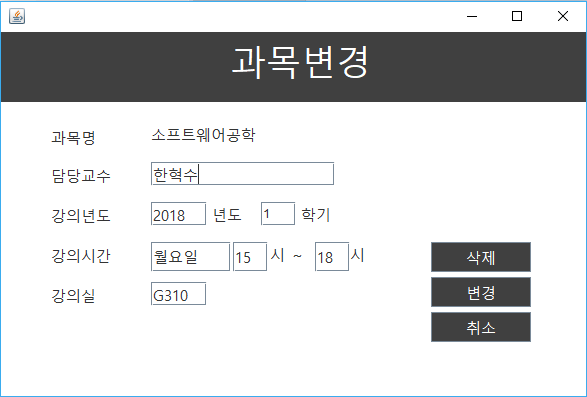 과목변경
과목명 소프트웨어공학
담당교수 한혁수
강의년도 2018 년도 1 학기
강의시간 월요일 15 시 ~ 18 시
삭제
강의실 G310
변경
취소